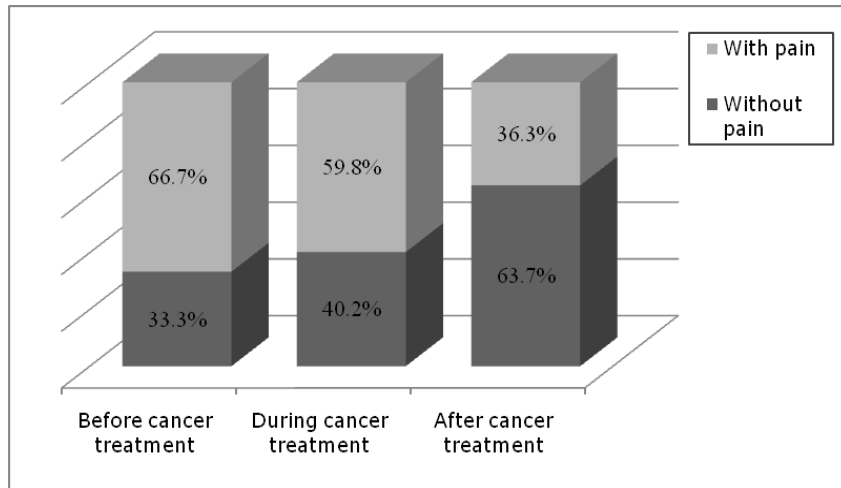 With pain
Without
pain
66.7%
59.8%
36.3%
33.3%
40.2%
63.7%
Before cancer
treatment
During cancer
treatment
After cancer
treatment